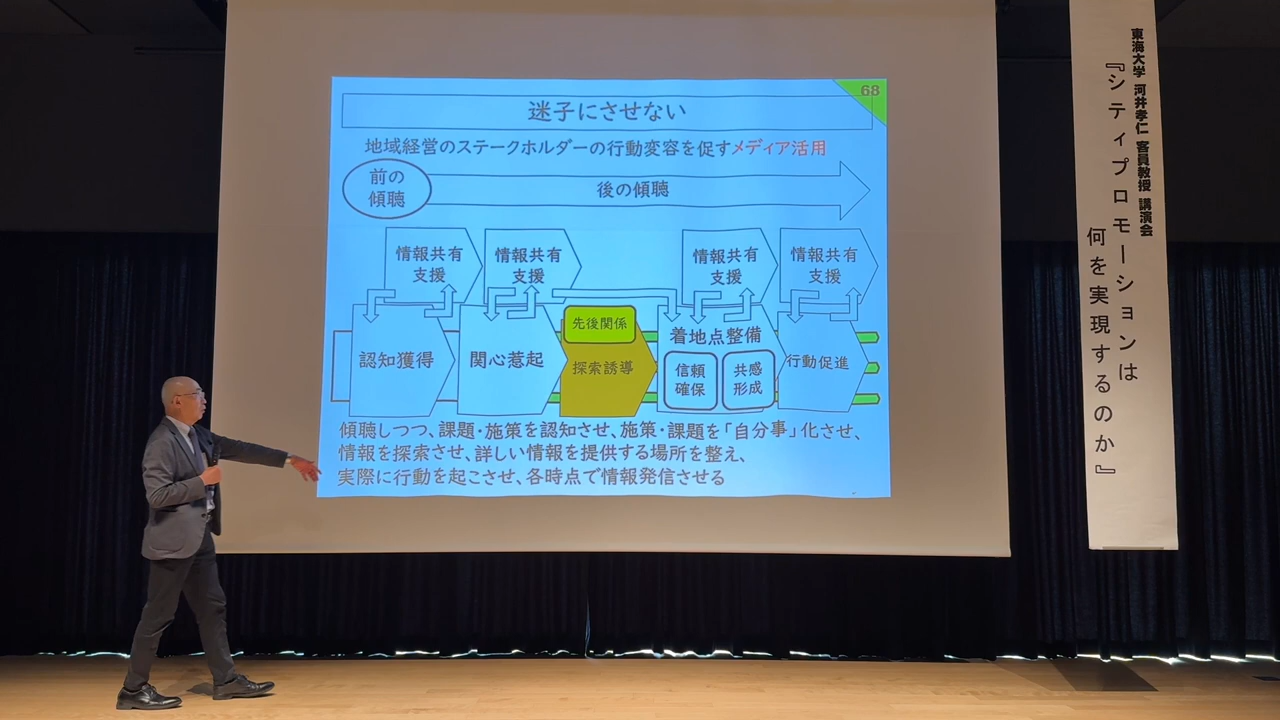 68
迷子にさせない
地域経営のステークホルダーの行動変容を促すメディア活用
前の
傾聴
後の傾聴
情報共有
支援
情報共有
支援
情報共有
支援
情報共有
支援
認知獲得
関心惹起
先後関係
探索誘導
着地点整備
信頼
確保
共感
形成
行動促進
傾聴しつつ、課題・施策を認知させ、施策・課題を「自分事」化させ、
情報を探索させ、詳しい情報を提供する場所を整え、
実際に行動を起こさせ、各時点で情報発信させる
東海大学 河井孝仁 客員教授 講演会
『シティプロモーションは
何を実現するのか』